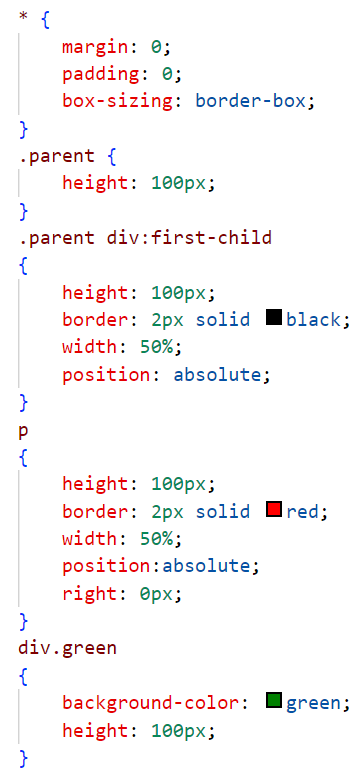 * {
    margin: 0;
    padding: 0;
    box-sizing: border-box;
}
.parent {
    height: 100px;
}
.parent div:first-child
{
    height: 100px;
    border: 2px solid black;
    width: 50%;
    position: absolute;
}
p
{
    height: 100px;
    border: 2px solid red;
    width: 50%;
    position:absolute;
    right: 0px;
}
div.green
{
    background-color: green;
    height: 100px;
}